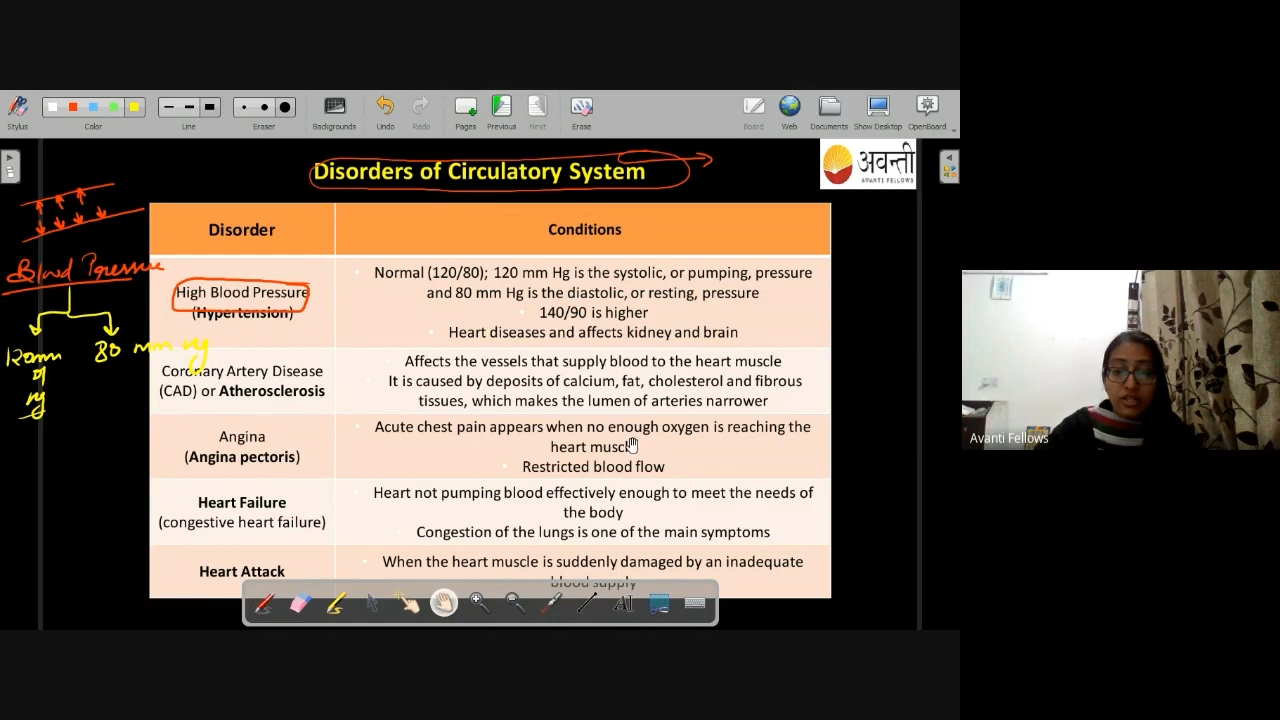 Stylus
Color
Line
Eraser
Backgrounds
Undo
Redo
Pages
Previous
Next
Erase
Board
Web
Documents
Show Desktop
OpenBoard
Disorders of Circulatory System
अवन्ती
AVANTI FELLOWS
Blood Pressure
120mm
80 mm Hg
Hg
Disorder
Conditions
High Blood Pressure
(Hypertension)
Normal (120/80); 120 mm Hg is the systolic, or pumping, pressure
and 80 mm Hg is the diastolic, or resting, pressure
140/90 is higher
Heart diseases and affects kidney and brain
Coronary Artery Disease
(CAD) or Atherosclerosis
Affects the vessels that supply blood to the heart muscle
It is caused by deposits of calcium, fat, cholesterol and fibrous
tissues, which makes the lumen of arteries narrower
Angina
(Angina pectoris)
Acute chest pain appears when no enough oxygen is reaching the
heart muscle
Restricted blood flow
Heart Failure
(congestive heart failure)
Heart not pumping blood effectively enough to meet the needs of
the body
Congestion of the lungs is one of the main symptoms
Heart Attack
When the heart muscle is suddenly damaged by an inadequate
blood supply
AI
Avanti Fellows